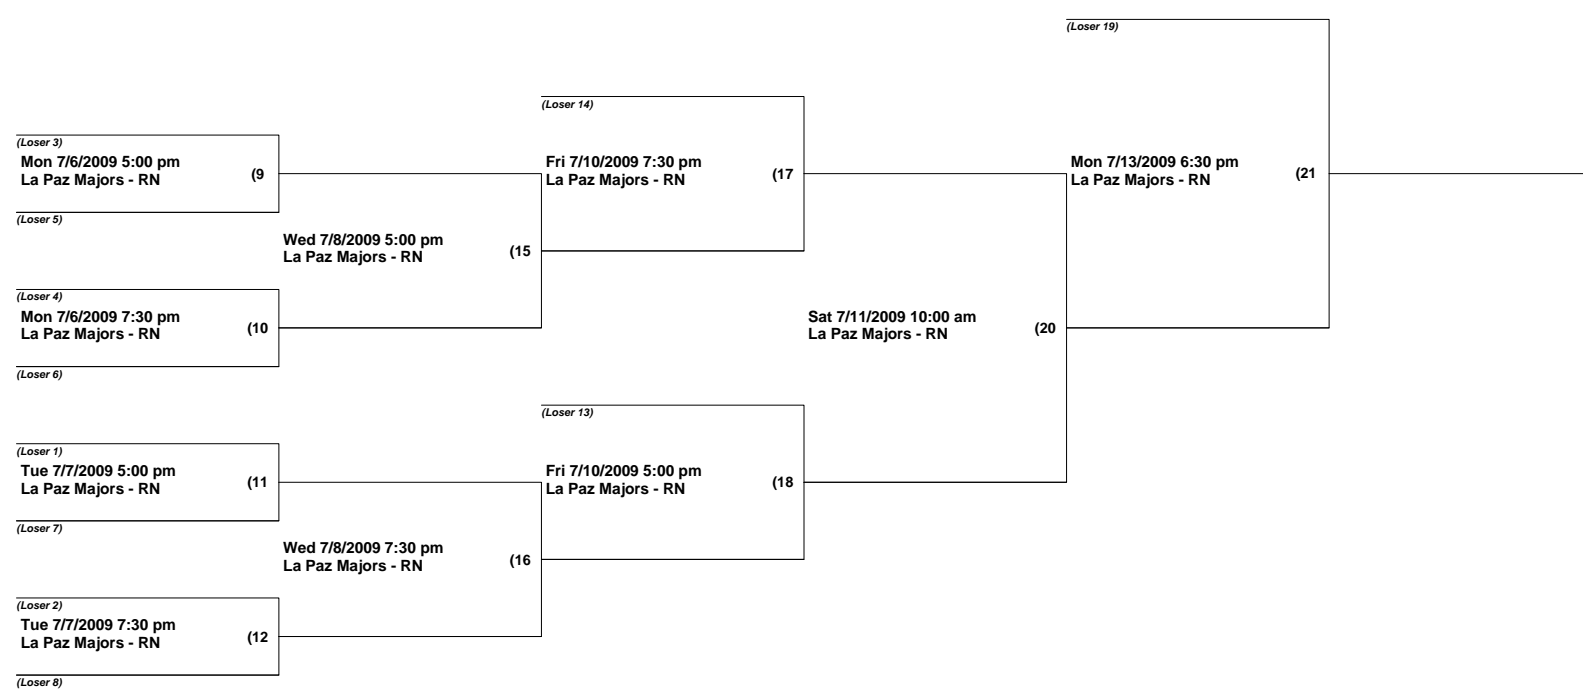 (Loser 19)
(Loser 14)
(Loser 3)
Mon 7/6/2009 5:00 pm
La Paz Majors - RN
(9
(Loser 5)
Fri 7/10/2009 7:30 pm
La Paz Majors - RN
(17
Mon 7/13/2009 6:30 pm
La Paz Majors - RN
(21
Wed 7/8/2009 5:00 pm
La Paz Majors - RN
(15
(Loser 4)
Mon 7/6/2009 7:30 pm
La Paz Majors - RN
(10
(Loser 6)
Sat 7/11/2009 10:00 am
La Paz Majors - RN
(20
(Loser 13)
(Loser 1)
Tue 7/7/2009 5:00 pm
La Paz Majors - RN
(11
(Loser 7)
Fri 7/10/2009 5:00 pm
La Paz Majors - RN
(18
Wed 7/8/2009 7:30 pm
La Paz Majors - RN
(16
(Loser 2)
Tue 7/7/2009 7:30 pm
La Paz Majors - RN
(12
(Loser 8)